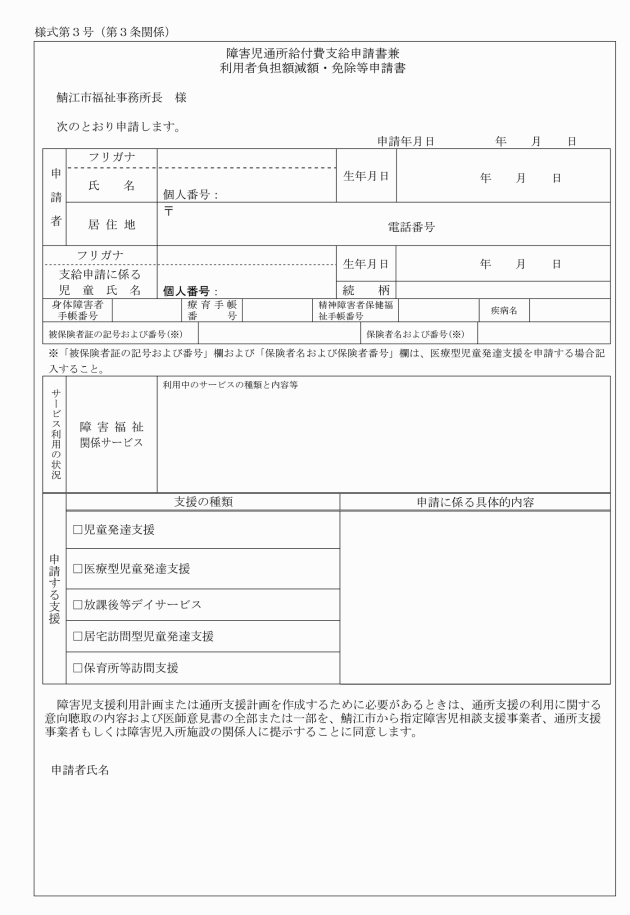 様式第３号（第３条関係）
障害児通所給付費支給申請書兼
利用者負担額減額・免除等申請書
鯖江市福祉事務所長　様
次のとおり申請します。
申請年月日　　　　　年　　月　　日
申請者
フリガナ
氏　名
個人番号：
生年月日
年　　月　　日
居住地
〒
電話番号
フリガナ
支給申請に係る
児童氏名
個人番号：
生年月日
年　　月　　日
続　柄
身体障害者
手帳番号
療育手帳
番　　号
精神障害者保健福
祉手帳番号
疾病名
被保険者証の記号および番号(※)
保険者名および番号(※)
※「被保険者証の記号および番号」欄および「保険者名および保険者番号」欄は、医療型児童発達支援を申請する場合記
入すること。
サービス利用の状況
障害福祉
関係サービス
利用中のサービスの種類と内容等
申請する支援
支援の種類
申請に係る具体的内容
□児童発達支援
□医療型児童発達支援
□放課後等デイサービス
□居宅訪問型児童発達支援
□保育所等訪問支援
障害児支援利用計画または通所支援計画を作成するために必要があるときは、通所支援の利用に関する
意向聴取の内容および医師意見書の全部または一部を、鯖江市から指定障害児相談支援事業者、通所支援
事業者もしくは障害児入所施設の関係人に提示することに同意します。
申請者氏名